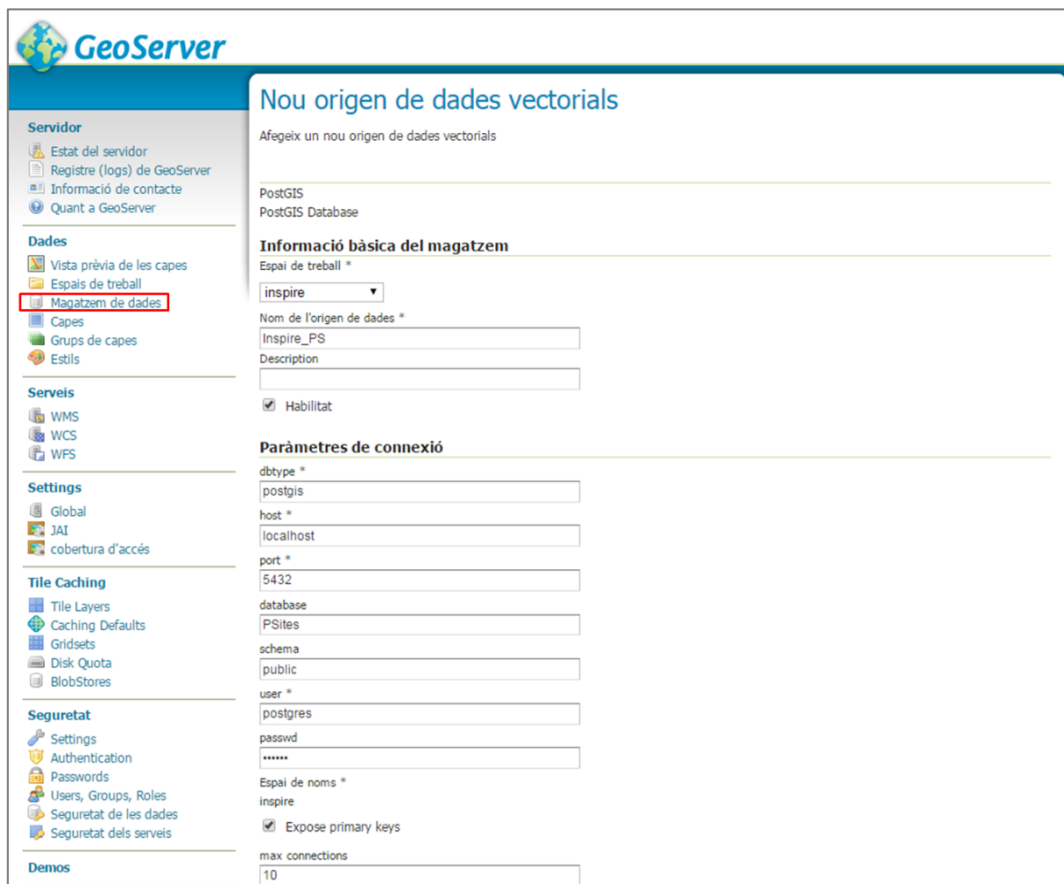 GeoServer
Servidor
Estat del servidor
Registre (logs) de GeoServer
Informació de contacte
Quant a GeoServer
Dades
Vista prèvia de les capes
Espais de treball
Magatzem de dades
Capes
Grups de capes
Estils
Serveis
WMS
WCS
WFS
Settings
Global
JAI
cobertura d'accés
Tile Caching
Tile Layers
Caching Defaults
Gridsets
Disk Quota
BlobStores
Seguretat
Settings
Authentication
Passwords
Users, Groups, Roles
Seguretat de les dades
Seguretat dels serveis
Demos
Nou origen de dades vectorials
Afegeix un nou origen de dades vectorials
PostGIS
PostGIS Database
Informació bàsica del magatzem
Espai de treball *
inspire
Nom de l'origen de dades *
Inspire_PS
Description
Habilitat
Paràmetres de connexió
dbtype *
postgis
host *
localhost
port *
5432
database
PSites
schema
public
user *
postgres
passwd
••••••
Espai de noms *
inspire
Expose primary keys
max connections
10